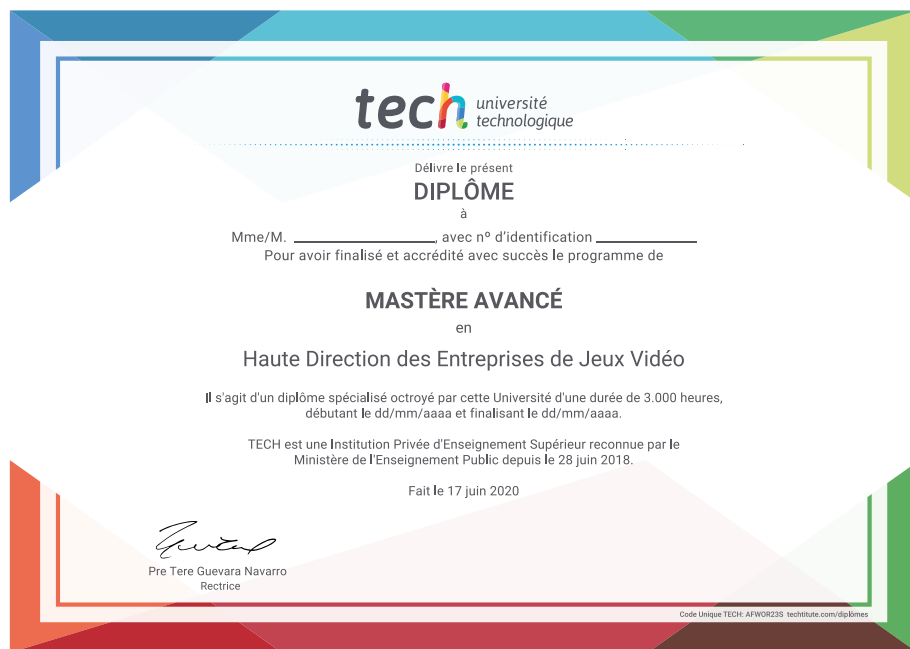 tech université
technologique
Délivre le présent
DIPLÔME
à
Mme/M. , avec nº d'identification
Pour avoir finalisé et accrédité avec succès le programme de
MASTÈRE AVANCÉ
en
Haute Direction des Entreprises de Jeux Vidéo
Il s'agit d'un diplôme spécialisé octroyé par cette Université d'une durée de 3.000 heures,
débutant le dd/mm/aaaa et finalisant le dd/mm/aaaa.
TECH est une Institution Privée d'Enseignement Supérieur reconnue par le
Ministère de l'Enseignement Public depuis le 28 juin 2018.
Fait le 17 juin 2020
Pre Tere Guevara Navarro
Rectrice
Code Unique TECH: AFWOR23S techtitute.com/diplômes